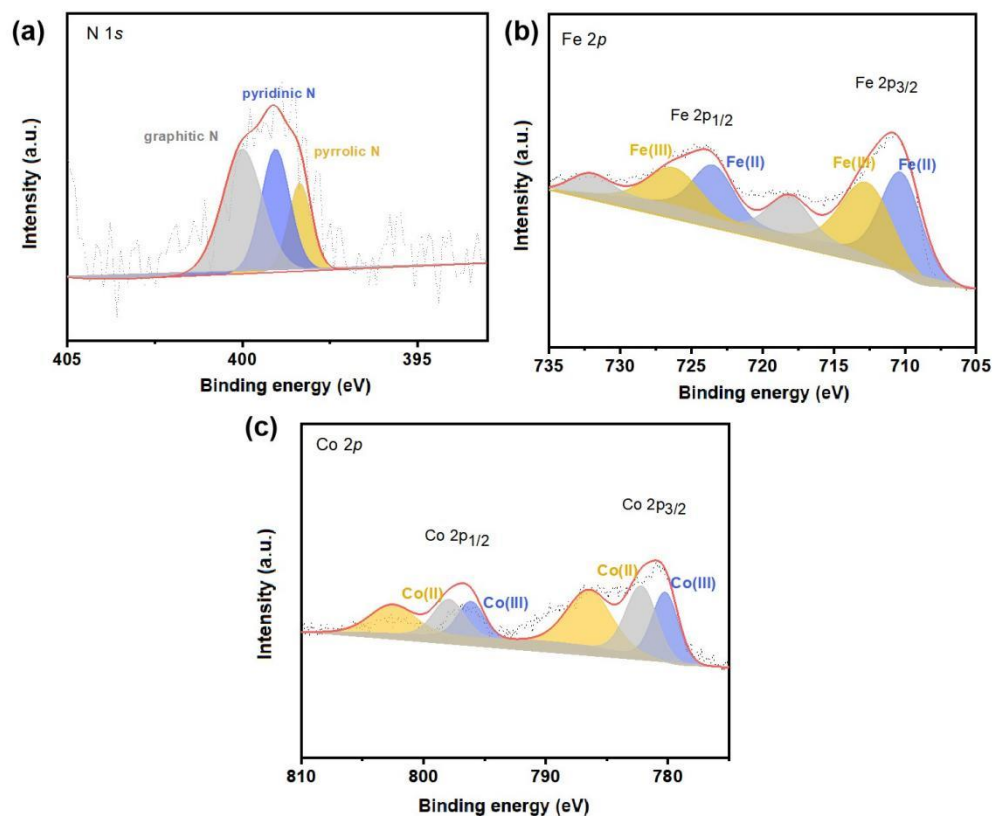 (a)
N 1s
pyridinic N
graphitic N
pyrrolic N
Intensity (a.u.)
405
400
395
Binding energy (eV)
(b)
Fe 2p
Fe 2p3/2
Fe 2p1/2
Fe(III)
Fe(II)
Fe(III)
Fe(II)
Intensity (a.u.)
735
730
725
720
715
710
705
Binding energy (eV)
(c)
Co 2p
Co 2p3/2
Co 2p1/2
Co(II)
Co(III)
Co(II)
Co(III)
Intensity (a.u.)
810
800
790
780
Binding energy (eV)